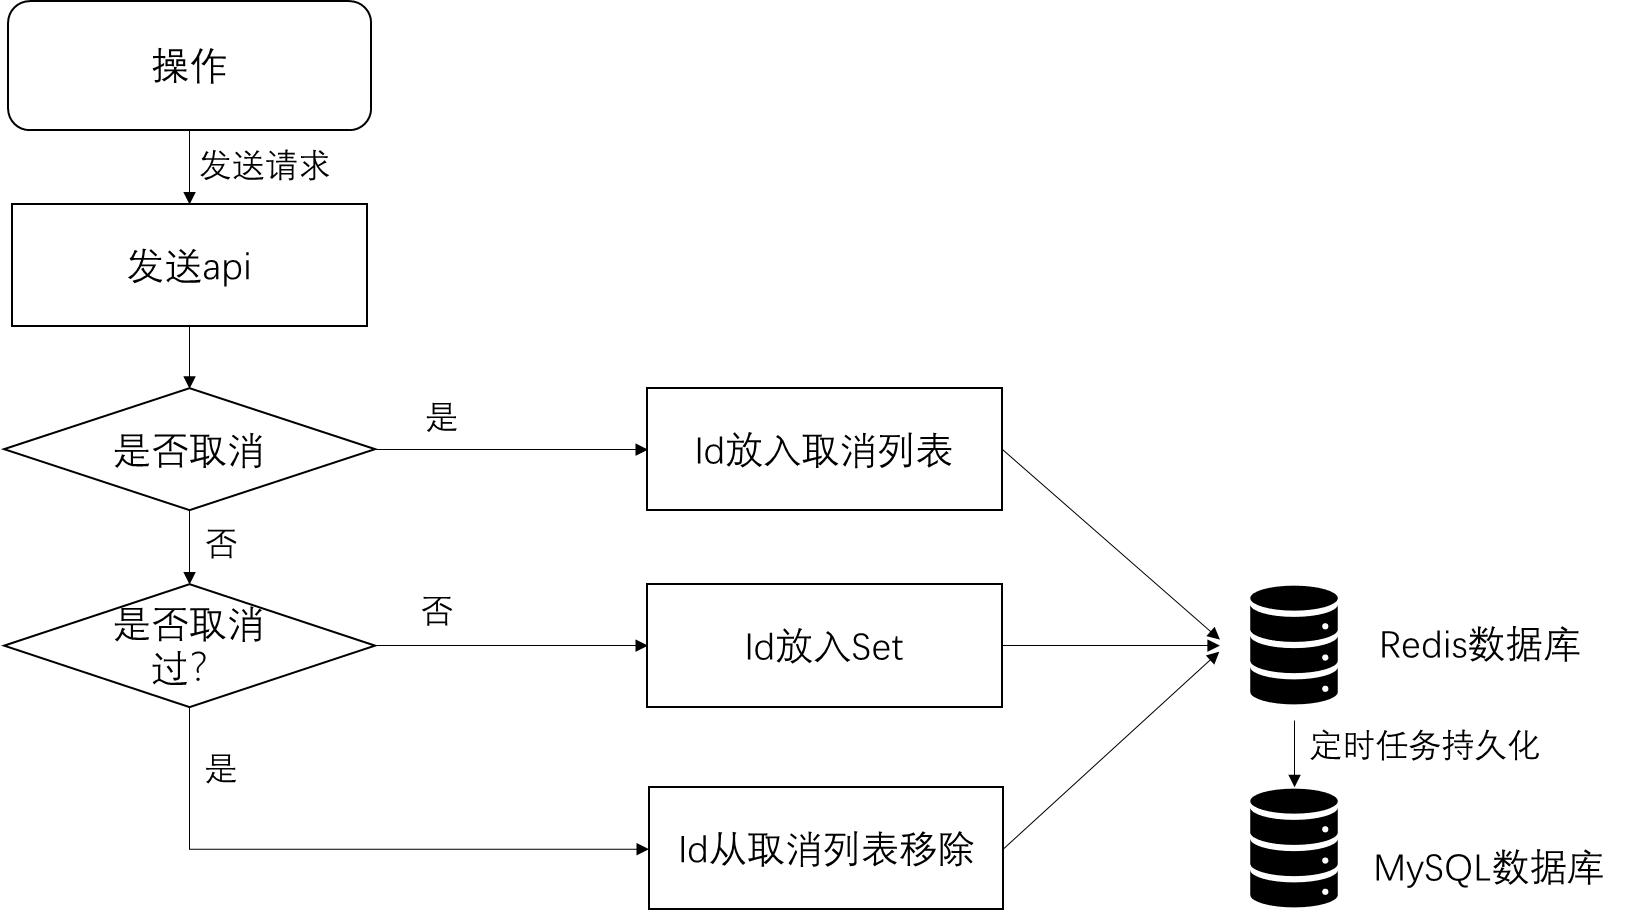 操作
发送请求
发送api
是否取消
是
Id放入取消列表
否
是否取消
过?
否
Id放入Set
Redis数据库
是
定时任务持久化
Id从取消列表移除
MySQL数据库